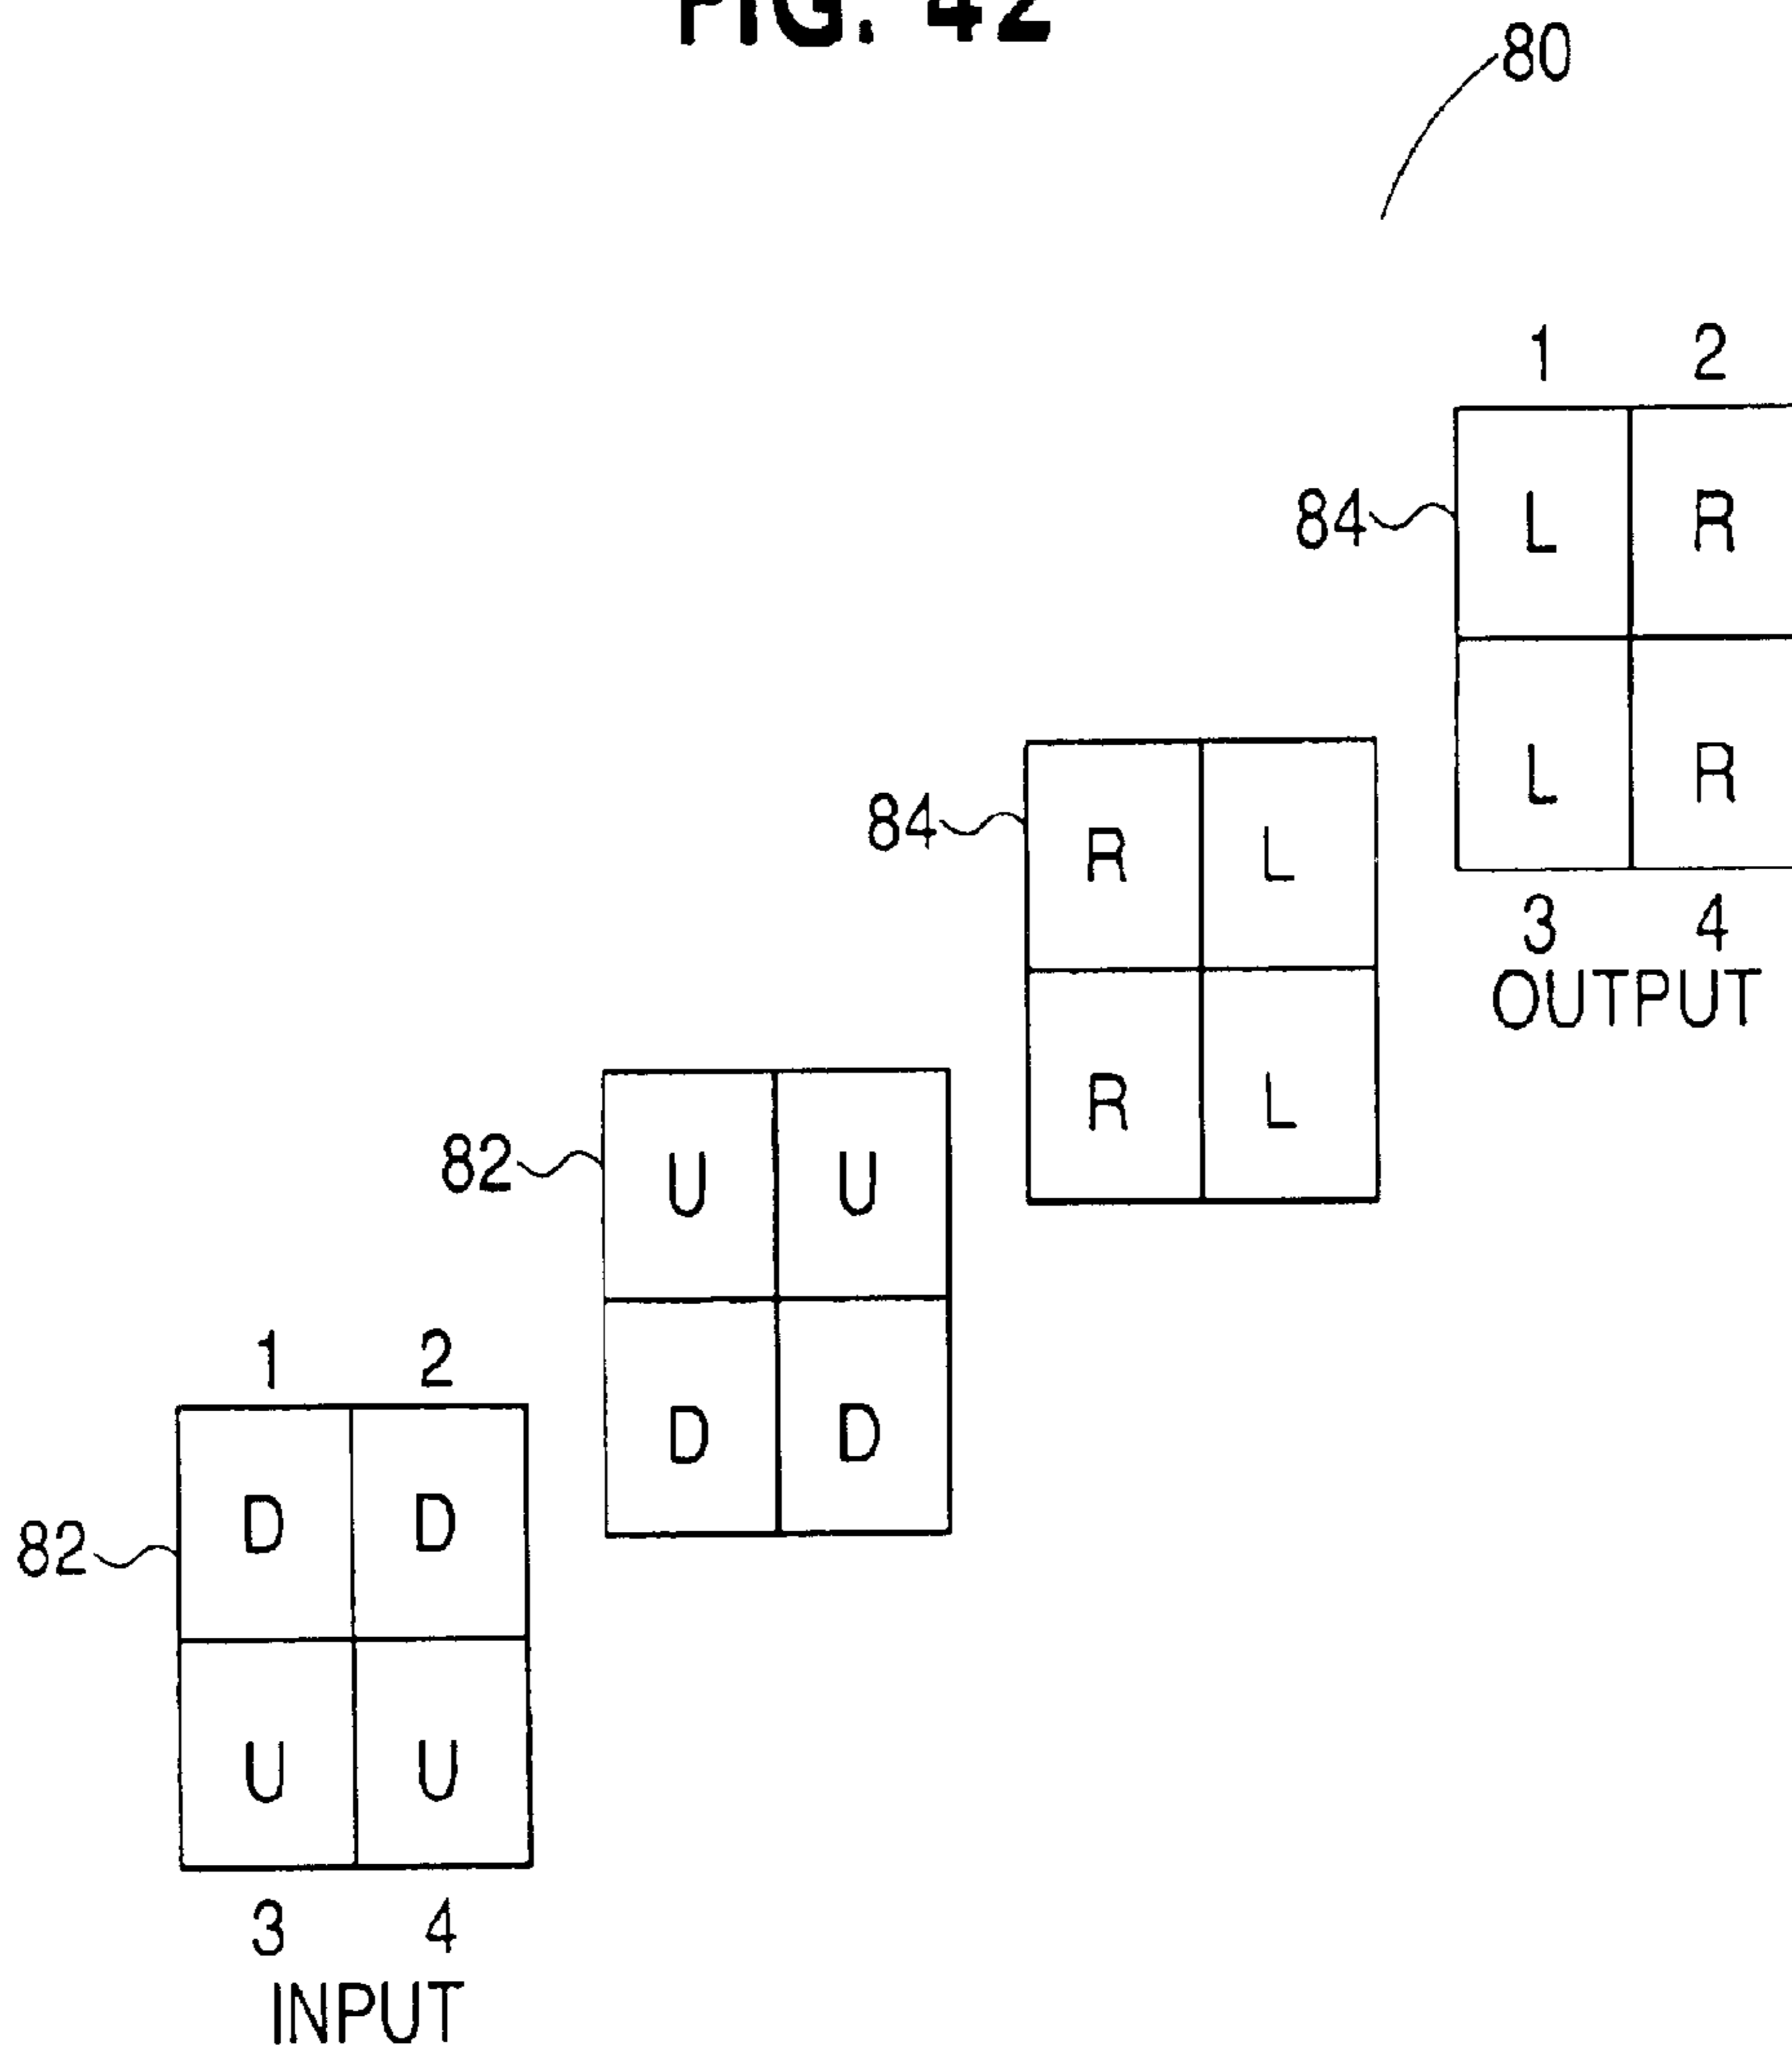 FIG. 42
80
1 2
84 L R
L R
3 4
OUTPUT
84 R L
R L
82 U U
D D
1 2
82 D D
U U
3 4
INPUT